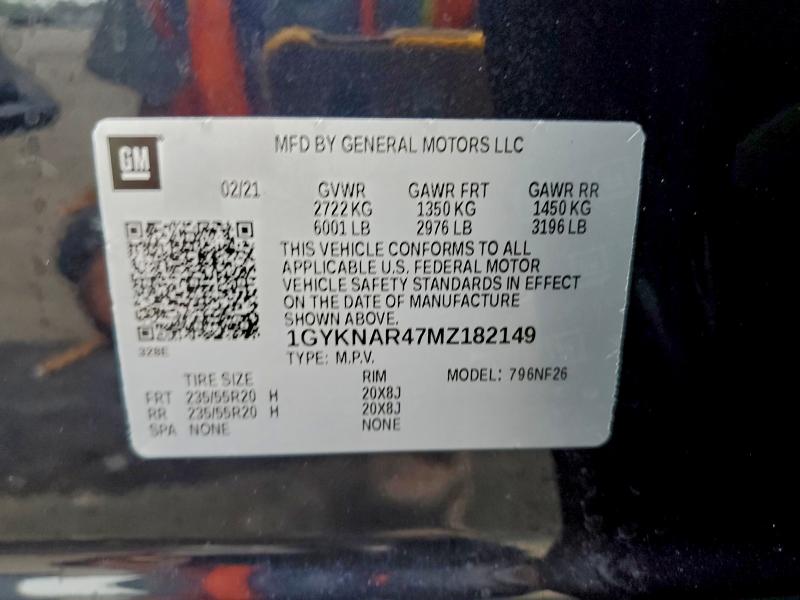 GM
MFD BY GENERAL MOTORS LLC
02/21 GVWR GAWR FRT GAWR RR
2722 KG 1350 KG 1450 KG
6001 LB 2976 LB 3196 LB
THIS VEHICLE CONFORMS TO ALL
APPLICABLE U.S. FEDERAL MOTOR
VEHICLE SAFETY STANDARDS IN EFFECT
ON THE DATE OF MANUFACTURE
SHOWN ABOVE.
1GYKNAR47MZ182149
328E
TYPE: M.P.V.
TIRE SIZE RIM MODEL: 796NF26
FRT 235/55R20 H 20X8J
RR 235/55R20 H 20X8J
SPA NONE NONE